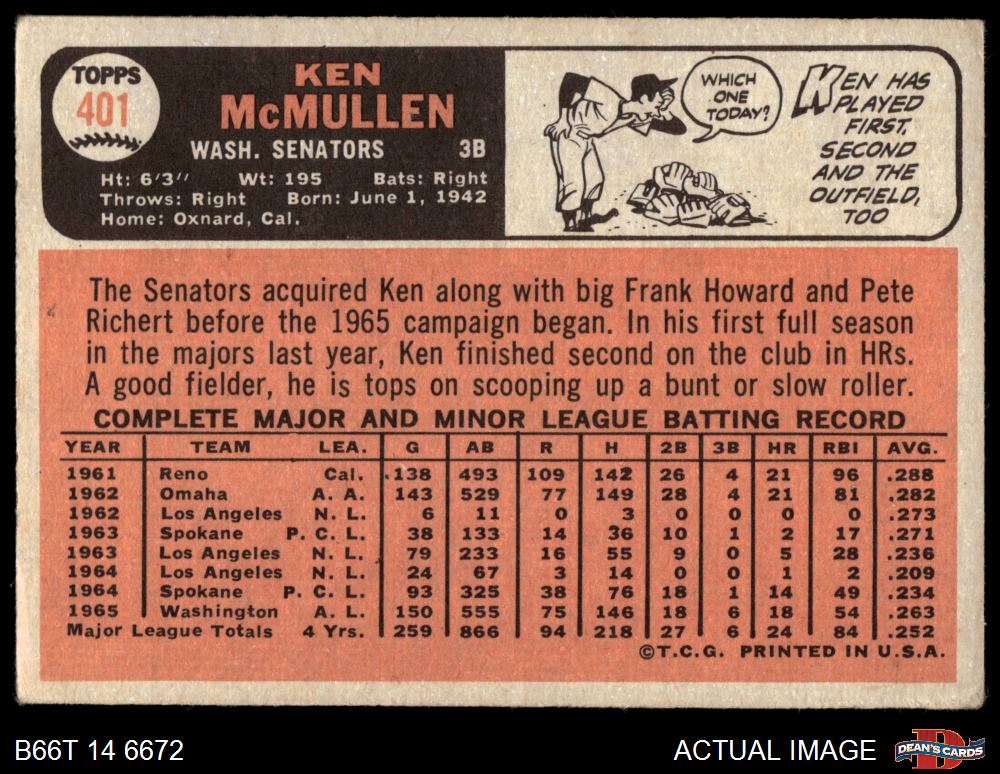 TOPPS
401
KEN
McMULLEN
WASH. SENATORS 3B
Ht: 6'3" Wt: 195 Bats: Right
Throws: Right Born: June 1, 1942
Home: Oxnard, Cal.
WHICH
ONE
TODAY?
KEN HAS
PLAYED
FIRST,
SECOND
AND THE
OUTFIELD,
TOO
The Senators acquired Ken along with big Frank Howard and Pete
Richert before the 1965 campaign began. In his first full season
in the majors last year, Ken finished second on the club in HRs.
A good fielder, he is tops on scooping up a bunt or slow roller.
COMPLETE MAJOR AND MINOR LEAGUE BATTING RECORD
YEAR TEAM LEA. G AB R H 2B 3B HR RBI AVG.
1961 Reno Cal. 138 493 109 142 26 4 21 96 .288
1962 Omaha A. A. 143 529 77 149 28 4 21 81 .282
1962 Los Angeles N. L. 6 11 0 3 0 0 0 0 .273
1963 Spokane P. C. L. 38 133 14 36 10 1 2 17 .271
1963 Los Angeles N. L. 79 233 16 55 9 0 5 28 .236
1964 Los Angeles N. L. 24 67 3 14 0 0 1 2 .209
1964 Spokane P. C. L. 93 325 38 76 18 1 14 49 .234
1965 Washington A. L. 150 555 75 146 18 6 18 54 .263
Major League Totals 4 Yrs. 259 866 94 218 27 6 24 84 .252
©T.C.G. PRINTED IN U.S.A.
B66T 14 6672
ACTUAL IMAGE
D
DEAN'S CARDS